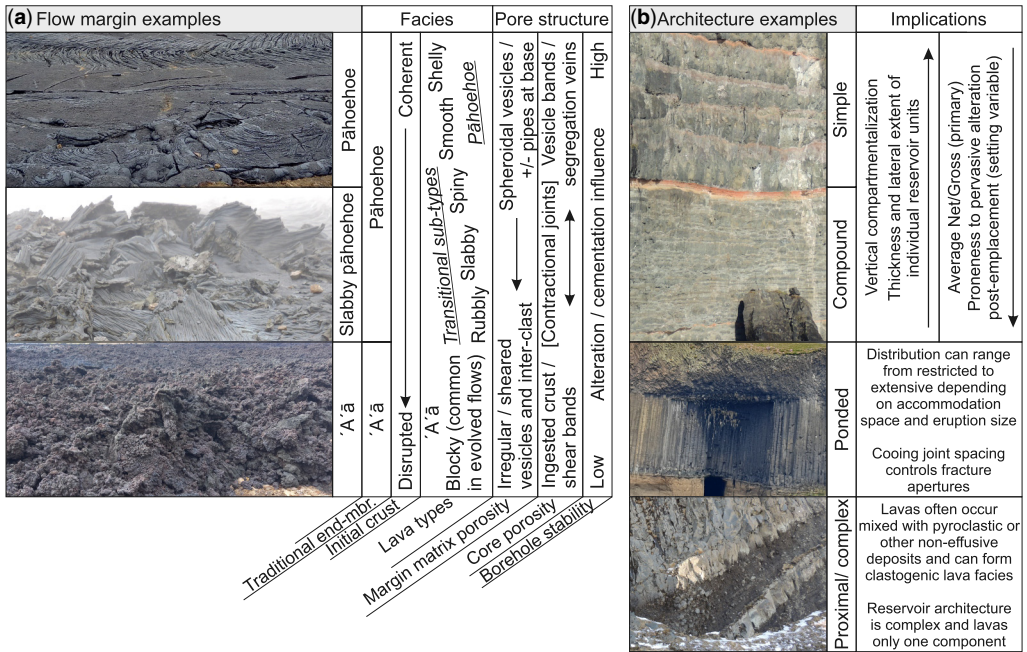 (a) Flow margin examples
Facies
Pore structure
Pāhoehoe
Slabby pāhoehoe
´A´ā
Pāhoehoe
´A´ā
Coherent
Disrupted
Shelly
Smooth Pāhoehoe
Spiny
Slabby
Rubbly
Transitional sub-types
´A´ā
Blocky (common
in evolved flows)
Spheroidal vesicles /
+/- pipes at base
Irregular / sheared
vesicles and inter-clast
Vesicle bands /
segregation veins
[Contractional joints]
Ingested crust /
shear bands
High
Alteration / cementation influence
Low
Traditional end-mbr.
Initial crust
Lava types
Margin matrix porosity
Core porosity
Borehole stability
(b) Architecture examples
Implications
Simple
Compound
Vertical compartmentalization
Thickness and lateral extent of
individual reservoir units
Average Net/Gross (primary)
Proneness to pervasive alteration
post-emplacement (setting variable)
Ponded
Distribution can range
from restricted to
extensive depending
on accommodation
space and eruption size
Cooing joint spacing
controls fracture
apertures
Proximal/ complex
Lavas often occur
mixed with pyroclastic or
other non-effusive
deposits and can form
clastogenic lava facies
Reservoir architecture
is complex and lavas
only one component